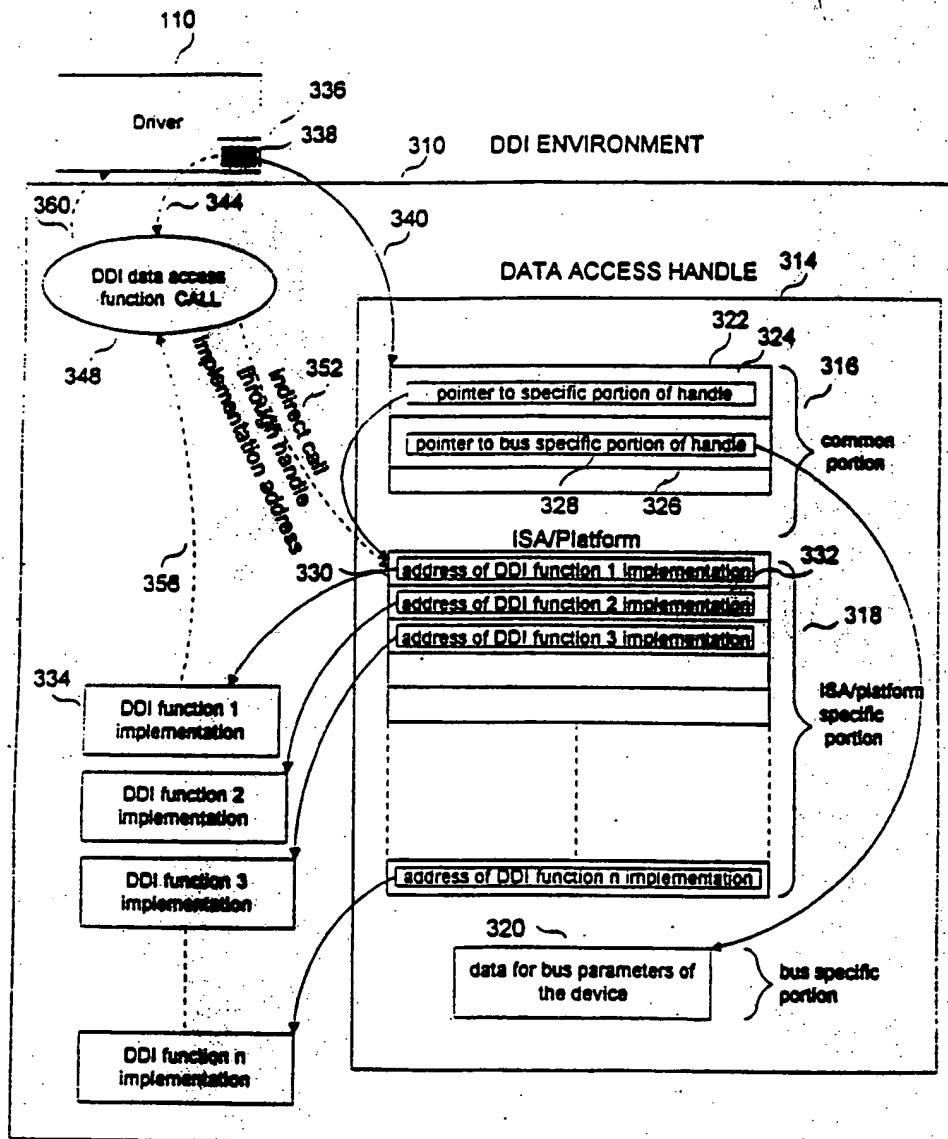 110
336
Driver
338
DDI ENVIRONMENT
310
360
344
340
DATA ACCESS HANDLE
314
DDI data access
function CALL
322
324
348
352
316
Indirect call
through handle
implementation address
pointer to specific portion of handle
common
portion
pointer to bus specific portion of handle
328
326
ISA/Platform
330
address of DDI function 1 implementation
332
356
address of DDI function 2 implementation
318
address of DDI function 3 implementation
334
DDI function 1
implementation
ISA/platform
specific
portion
DDI function 2
implementation
DDI function 3
implementation
address of DDI function n implementation
320
data for bus parameters of
the device
bus specific
portion
DDI function n
implementation